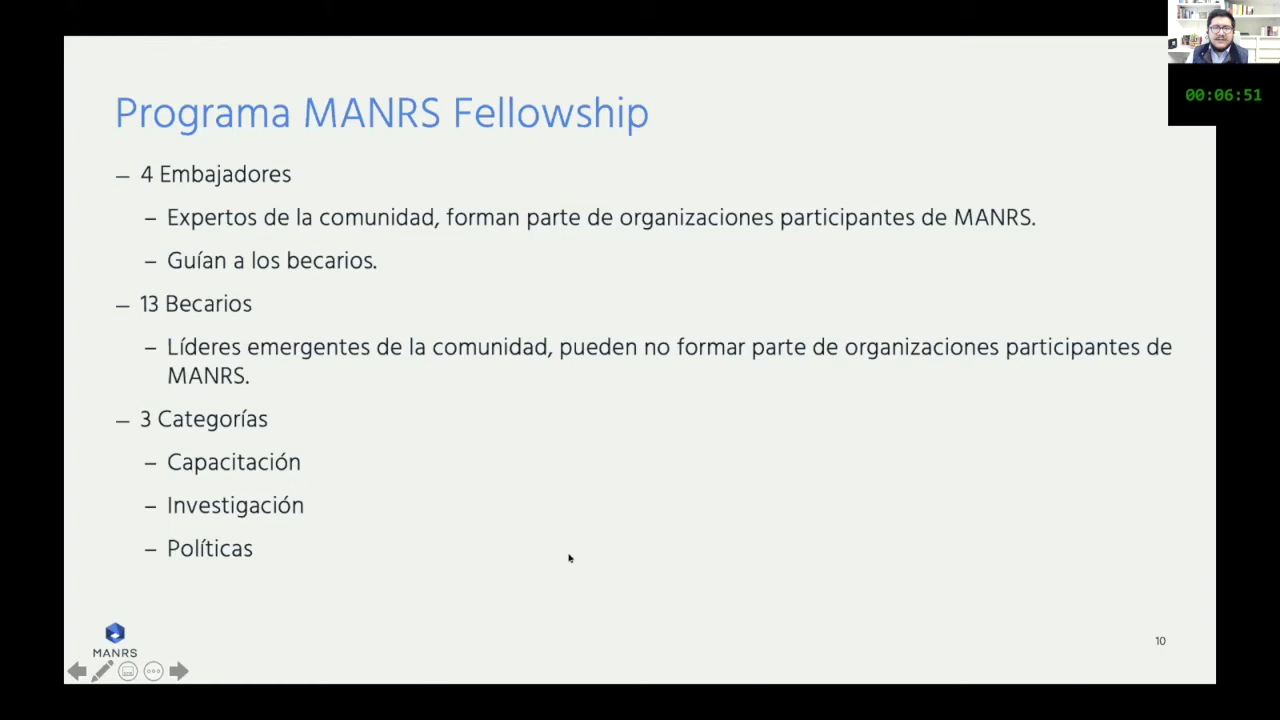 00:06:51
Programa MANRS Fellowship
– 4 Embajadores
– Expertos de la comunidad, forman parte de organizaciones participantes de MANRS.
– Guían a los becarios.
– 13 Becarios
– Líderes emergentes de la comunidad, pueden no formar parte de organizaciones participantes de
MANRS.
– 3 Categorías
– Capacitación
– Investigación
– Políticas
MANRS
10